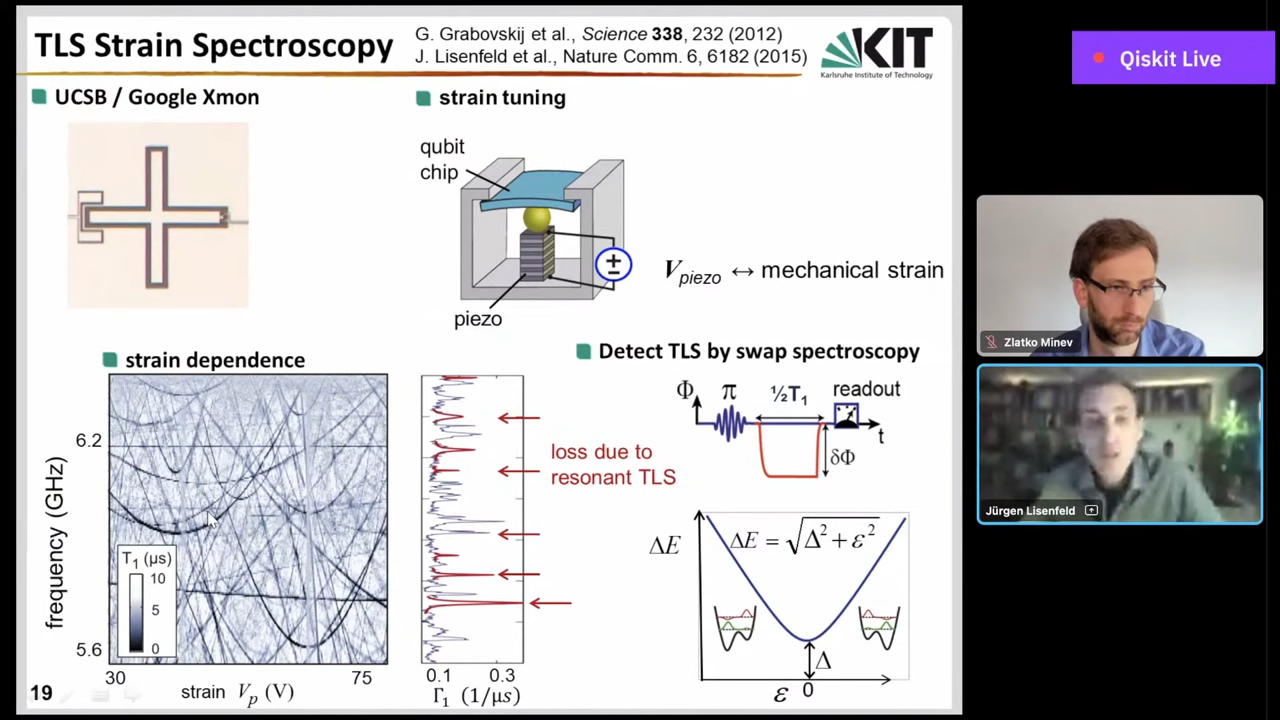 TLS Strain Spectroscopy
G. Grabovskij et al., Science 338, 232 (2012)
J. Lisenfeld et al., Nature Comm. 6, 6182 (2015)
KIT
Karlsruhe Institute of Technology
Qiskit Live
UCSB / Google Xmon
strain tuning
qubit
chip
piezo
V_piezo ↔ mechanical strain
Zlatko Minev
Jürgen Lisenfeld
strain dependence
frequency (GHz)
6.2
5.6
T₁ (µs)
10
5
0
30
75
strain V_p (V)
loss due to
resonant TLS
0.1
0.3
Γ₁ (1/µs)
Detect TLS by swap spectroscopy
Φ
π
½T₁
readout
t
δΦ
ΔE
ΔE = √Δ² + ε²
Δ
ε
0
19